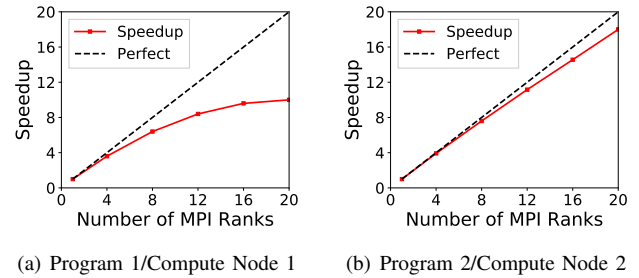 20
16
12
8
4
0
Speedup
Speedup
Perfect
0 4 8 12 16 20
Number of MPI Ranks
(a) Program 1/Compute Node 1
20
16
12
8
4
0
Speedup
Speedup
Perfect
0 4 8 12 16 20
Number of MPI Ranks
(b) Program 2/Compute Node 2